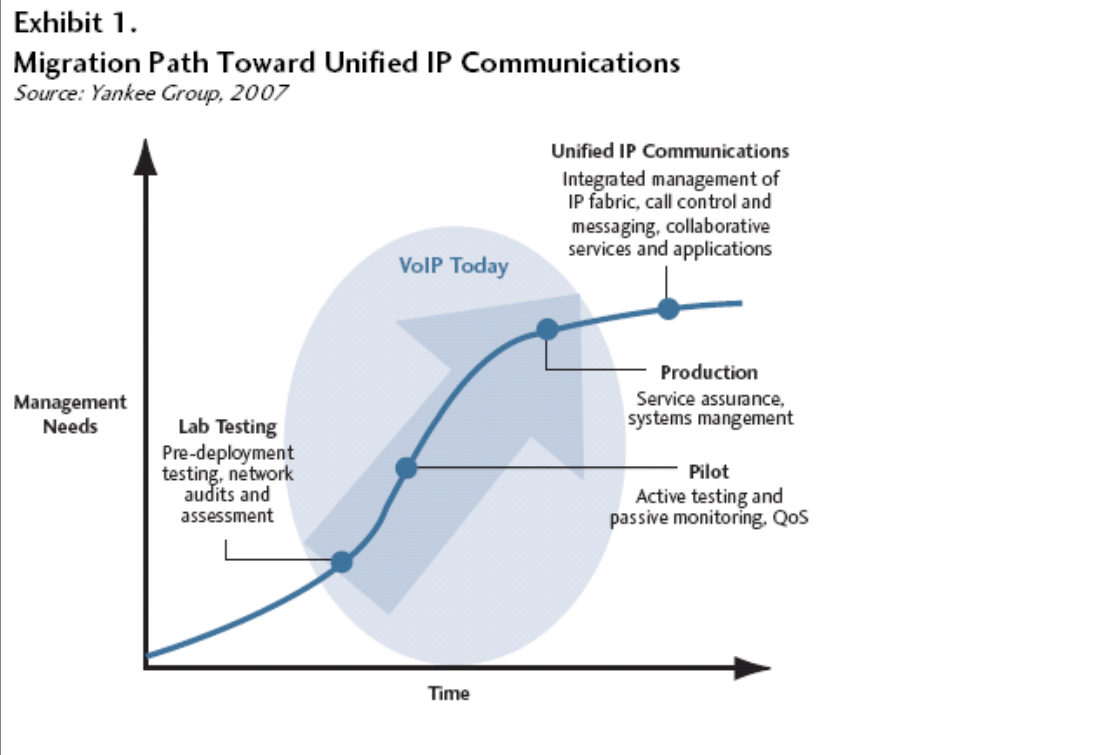 Exhibit 1.
Migration Path Toward Unified IP Communications
Source: Yankee Group, 2007
Unified IP Communications
Integrated management of
IP fabric, call control and
messaging, collaborative
services and applications
VoIP Today
Production
Service assurance,
systems mangement
Management
Needs
Lab Testing
Pre-deployment
testing, network
audits and
assessment
Pilot
Active testing and
passive monitoring, QoS
Time